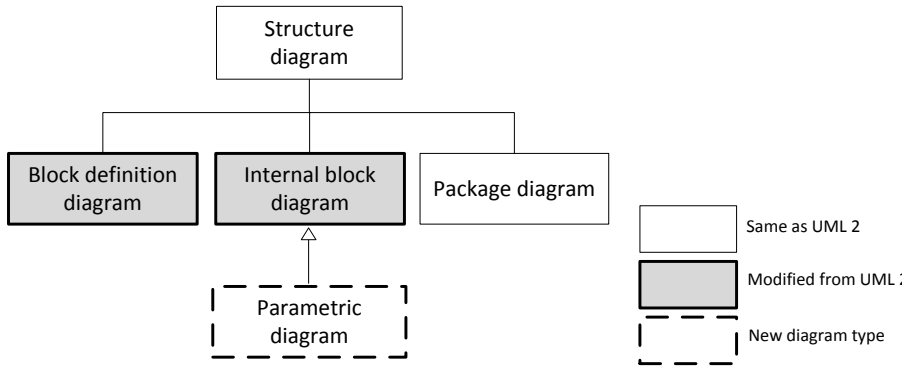 Structure
diagram
Block definition
diagram
Internal block
diagram
Package diagram
Parametric
diagram
Same as UML 2
Modified from UML 2
New diagram type